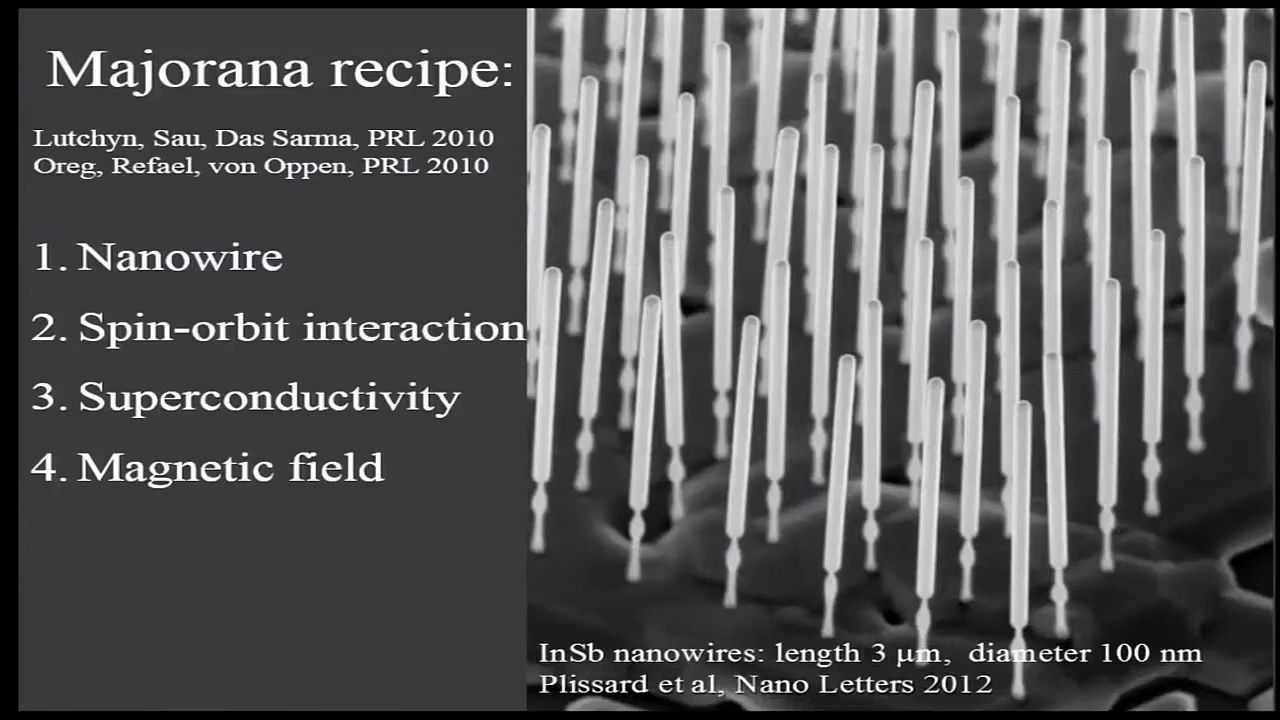 Majorana recipe:
Lutchyn, Sau, Das Sarma, PRL 2010
Oreg, Refael, von Oppen, PRL 2010
1. Nanowire
2. Spin-orbit interaction
3. Superconductivity
4. Magnetic field
InSb nanowires: length 3 μm, diameter 100 nm
Plissard et al, Nano Letters 2012